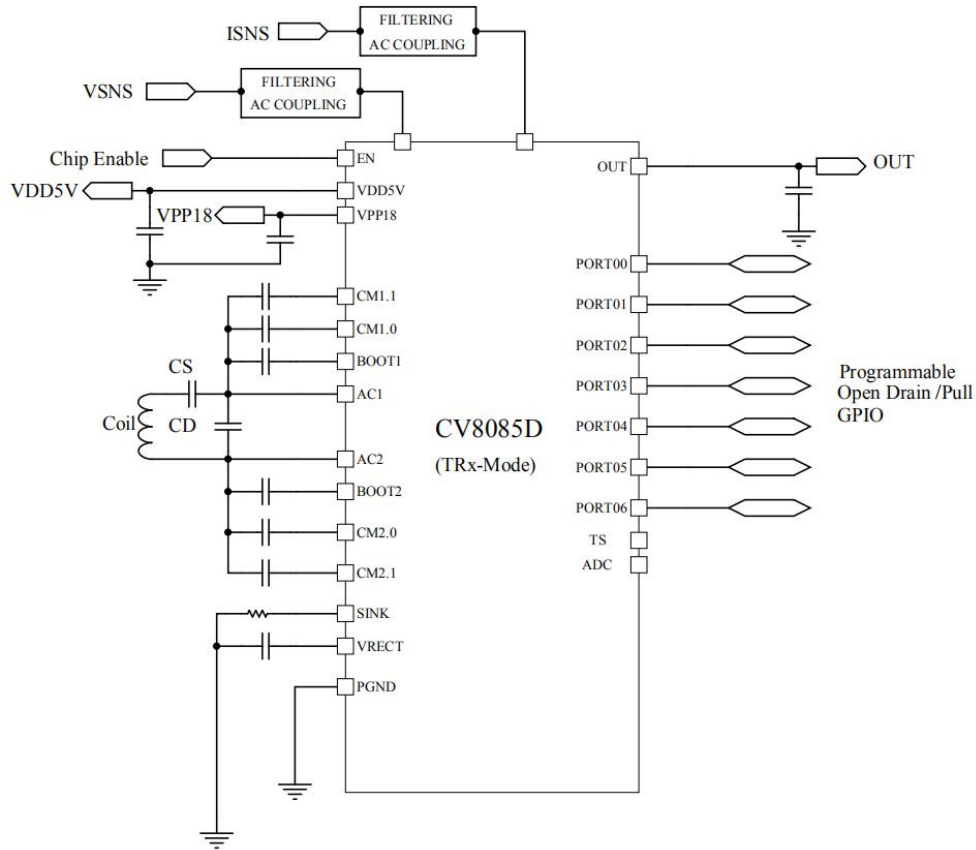 ISNS
FILTERING
AC COUPLING
VSNS
FILTERING
AC COUPLING
Chip Enable
EN
OUT
OUT
VDD5V
VDD5V
VPP18
VPP18
PORT00
CM1.1
PORT01
CM1.0
PORT02
BOOT1
CS
AC1
PORT03
Programmable
Open Drain /Pull
GPIO
Coil
CD
CV8085D
(TRx-Mode)
PORT04
AC2
PORT05
BOOT2
PORT06
CM2.0
TS
ADC
CM2.1
SINK
VRECT
PGND